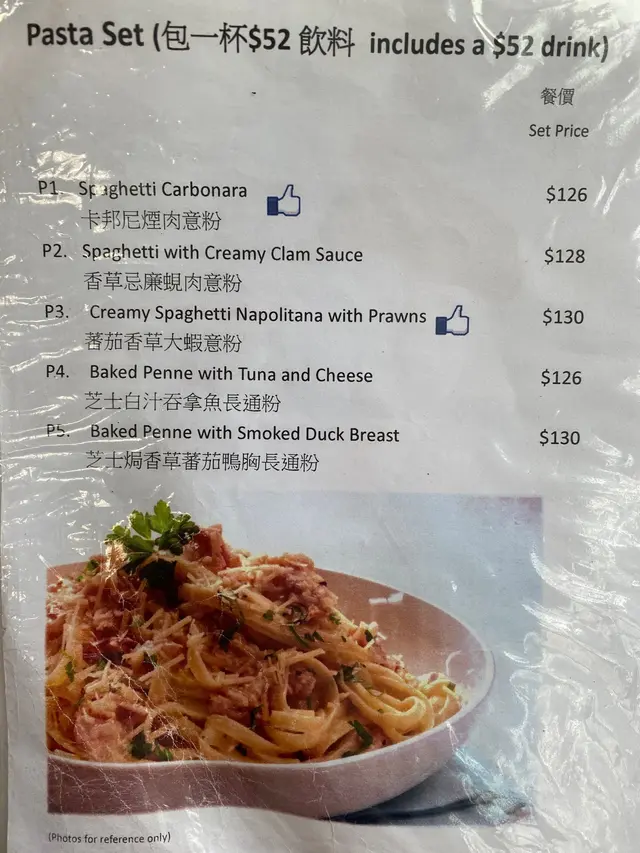 Pasta Set (包一杯$52 飲料 includes a $52 drink)
餐價
Set Price
P1. Spaghetti Carbonara $126
卡邦尼煙肉意粉
P2. Spaghetti with Creamy Clam Sauce $128
香草忌廉蜆肉意粉
P3. Creamy Spaghetti Napolitana with Prawns $130
蕃茄香草大蝦意粉
P4. Baked Penne with Tuna and Cheese $126
芝士白汁吞拿魚長通粉
P5. Baked Penne with Smoked Duck Breast $130
芝士焗香草蕃茄鴨胸長通粉
(Photos for reference only)